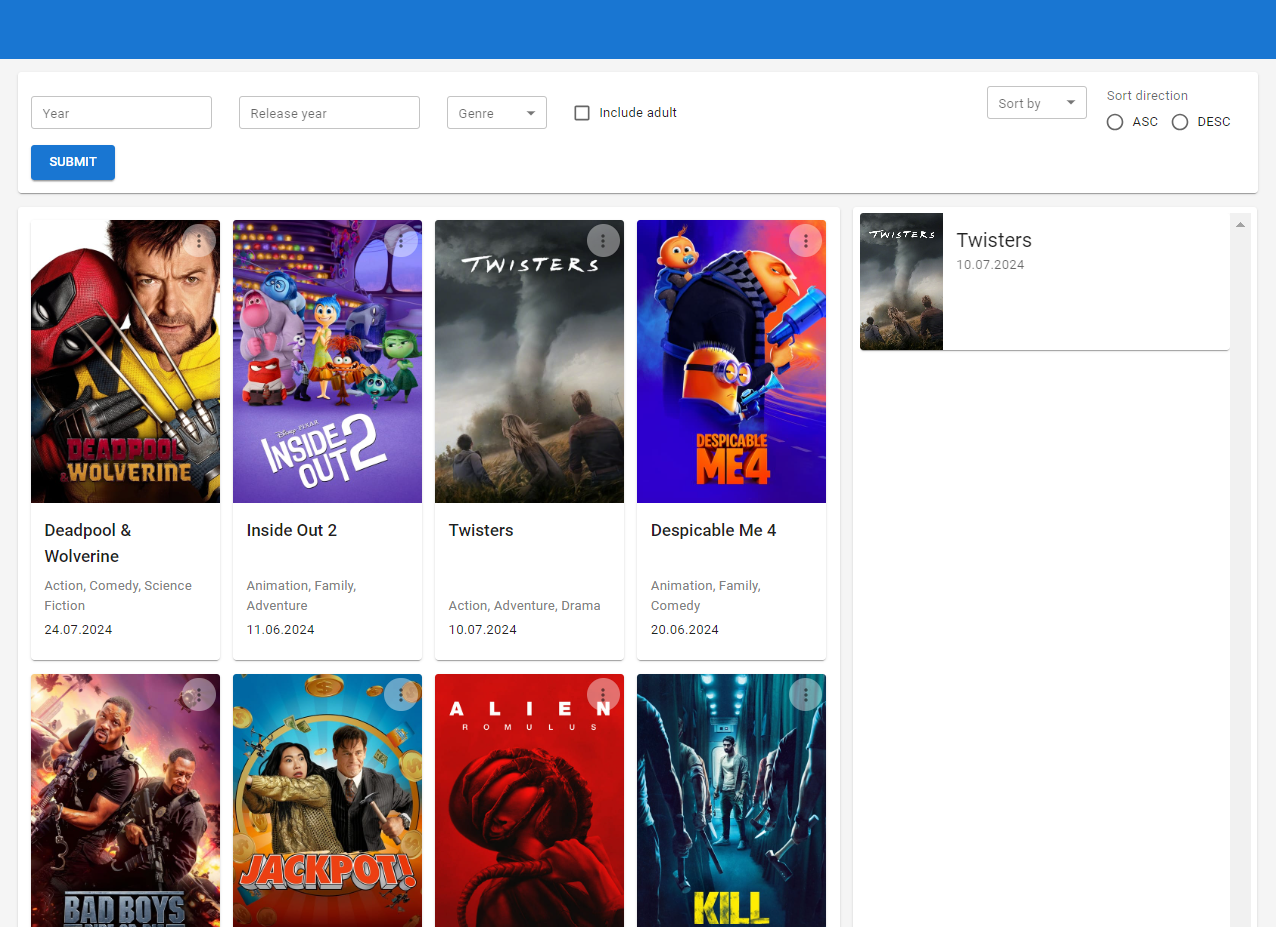 Year
Release year
Genre
Include adult
Sort by
Sort direction
ASC
DESC
SUBMIT
DEADPOOL
& WOLVERINE
Deadpool &
Wolverine
Action, Comedy, Science
Fiction
24.07.2024
DISNEY · PIXAR
INSIDE
OUT 2
Inside Out 2
Animation, Family,
Adventure
11.06.2024
TWISTERS
Twisters
Action, Adventure, Drama
10.07.2024
DESPICABLE
ME 4
Despicable Me 4
Animation, Family,
Comedy
20.06.2024
TWISTERS
Twisters
10.07.2024
BAD BOYS
JACKPOT!
ALIEN
ROMULUS
KILL